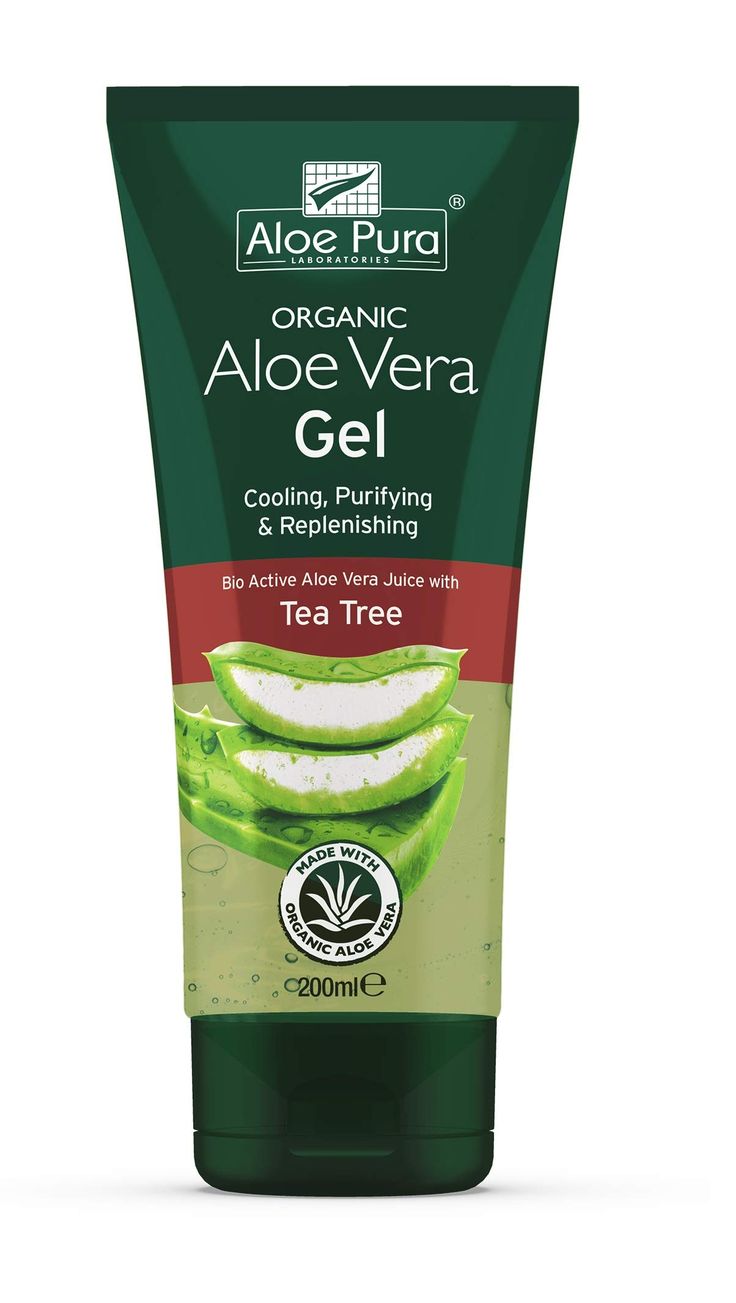 ®
Aloe Pura
LABORATORIES
ORGANIC
Aloe Vera
Gel
Cooling, Purifying
& Replenishing
Bio Active Aloe Vera Juice with
Tea Tree
MADE WITH
ORGANIC ALOE VERA
200ml℮